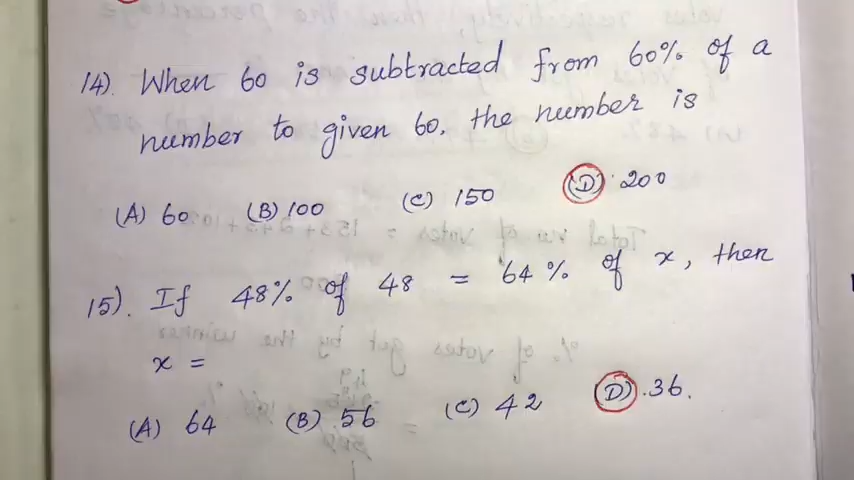 14). When 60 is subtracted from 60% of a
number to given 60. the number is
(A) 60 (B) 100 (C) 150 (D) 200
15). If 48% of 48 = 64% of x, then
x =
(A) 64 (B) 56 (C) 42 (D) .36.